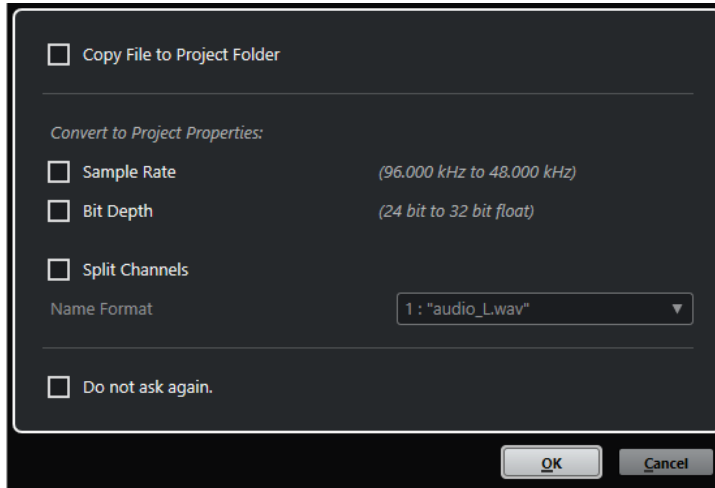 Copy File to Project Folder
Convert to Project Properties:
Sample Rate (96.000 kHz to 48.000 kHz)
Bit Depth (24 bit to 32 bit float)
Split Channels
Name Format 1 : "audio_L.wav"
Do not ask again.
OK Cancel